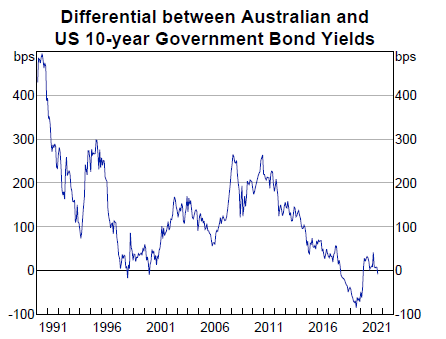 Differential between Australian and
US 10-year Government Bond Yields
bps bps
400 400
300 300
200 200
100 100
0 0
-100 -100
1991 1996 2001 2006 2011 2016 2021